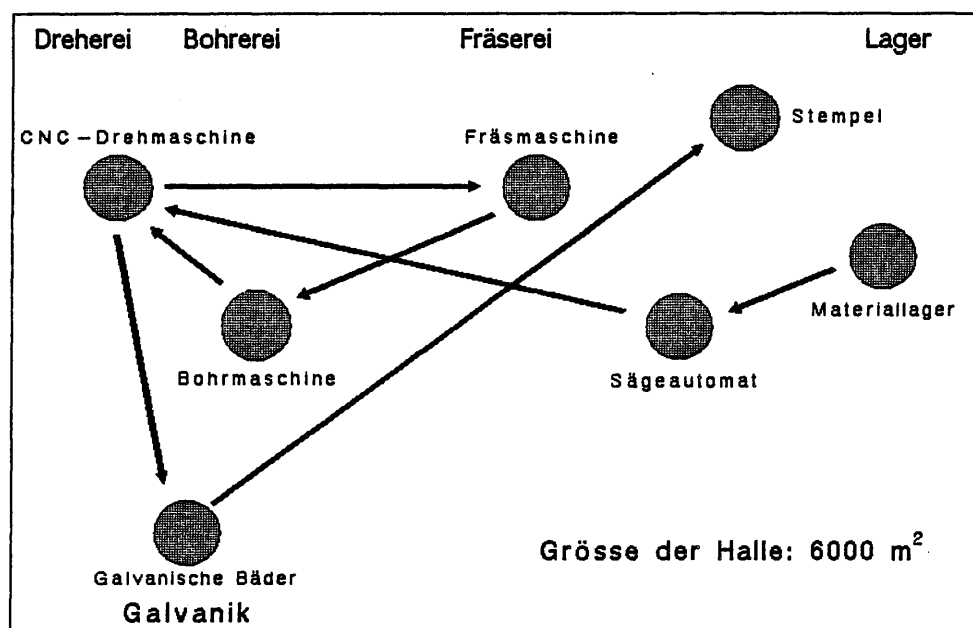 Dreherei Bohrerei Fräserei Lager
Stempel
CNC-Drehmaschine Fräsmaschine
Materiallager
Bohrmaschine Sägeautomat
Grösse der Halle: 6000 m²
Galvanische Bäder
Galvanik